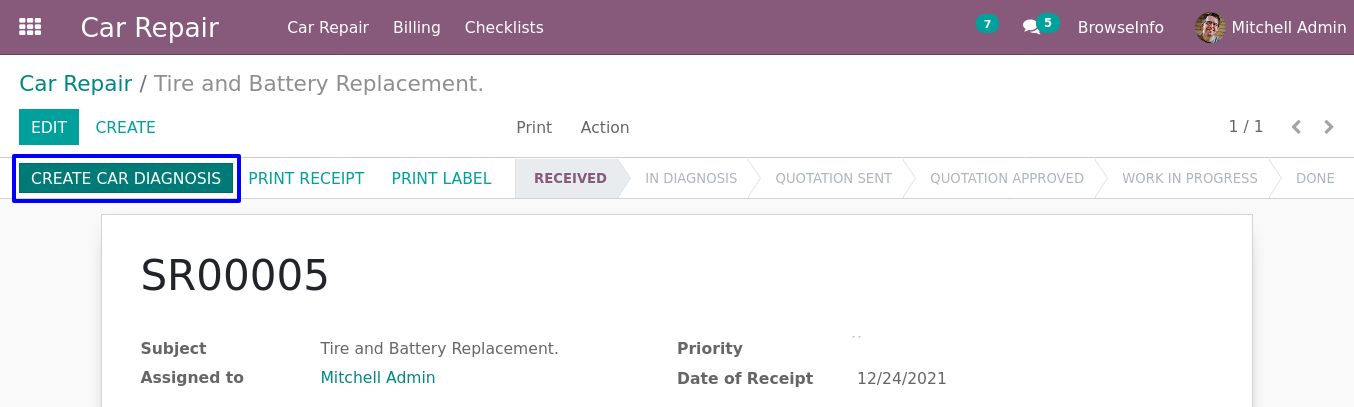 Car Repair Car Repair Billing Checklists 7 5 BrowseInfo Mitchell Admin
Car Repair / Tire and Battery Replacement.
EDIT CREATE Print Action 1 / 1
CREATE CAR DIAGNOSIS PRINT RECEIPT PRINT LABEL RECEIVED IN DIAGNOSIS QUOTATION SENT QUOTATION APPROVED WORK IN PROGRESS DONE
SR00005
Subject Tire and Battery Replacement. Priority
Assigned to Mitchell Admin Date of Receipt 12/24/2021